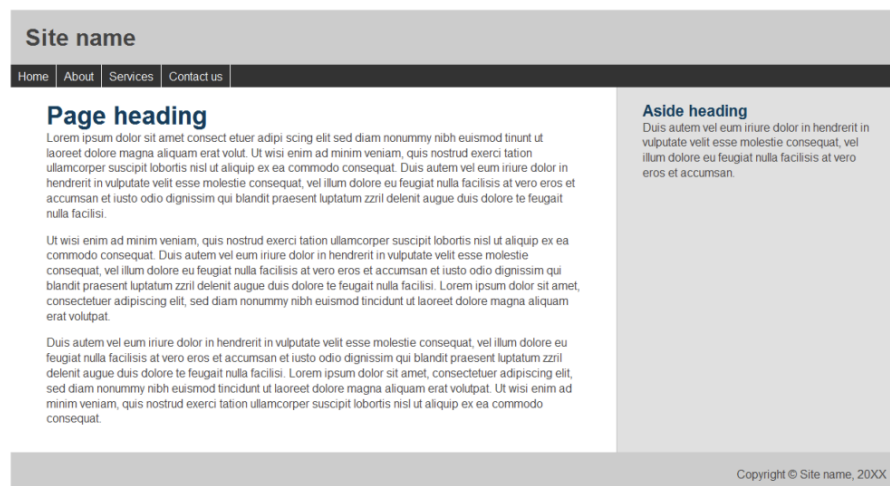 Site name
Home
About
Services
Contact us
Page heading
Lorem ipsum dolor sit amet consect etuer adipi scing elit sed diam nonummy nibh euismod tinunt ut
laoreet dolore magna aliquam erat volut. Ut wisi enim ad minim veniam, quis nostrud exerci tation
ullamcorper suscipit lobortis nisl ut aliquip ex ea commodo consequat. Duis autem vel eum iriure dolor in
hendrerit in vulputate velit esse molestie consequat, vel illum dolore eu feugiat nulla facilisis at vero eros et
accumsan et iusto odio dignissim qui blandit praesent luptatum zzril delenit augue duis dolore te feugait
nulla facilisi.
Ut wisi enim ad minim veniam, quis nostrud exerci tation ullamcorper suscipit lobortis nisl ut aliquip ex ea
commodo consequat. Duis autem vel eum iriure dolor in hendrerit in vulputate velit esse molestie
consequat, vel illum dolore eu feugiat nulla facilisis at vero eros et accumsan et iusto odio dignissim qui
blandit praesent luptatum zzril delenit augue duis dolore te feugait nulla facilisi. Lorem ipsum dolor sit amet,
consectetuer adipiscing elit, sed diam nonummy nibh euismod tincidunt ut laoreet dolore magna aliquam
erat volutpat.
Duis autem vel eum iriure dolor in hendrerit in vulputate velit esse molestie consequat, vel illum dolore eu
feugiat nulla facilisis at vero eros et accumsan et iusto odio dignissim qui blandit praesent luptatum zzril
delenit augue duis dolore te feugait nulla facilisi. Lorem ipsum dolor sit amet, consectetuer adipiscing elit,
sed diam nonummy nibh euismod tincidunt ut laoreet dolore magna aliquam erat volutpat. Ut wisi enim ad
minim veniam, quis nostrud exerci tation ullamcorper suscipit lobortis nisl ut aliquip ex ea commodo
consequat.
Aside heading
Duis autem vel eum iriure dolor in hendrerit in
vulputate velit esse molestie consequat, vel
illum dolore eu feugiat nulla facilisis at vero
eros et accumsan.
Copyright © Site name, 20XX